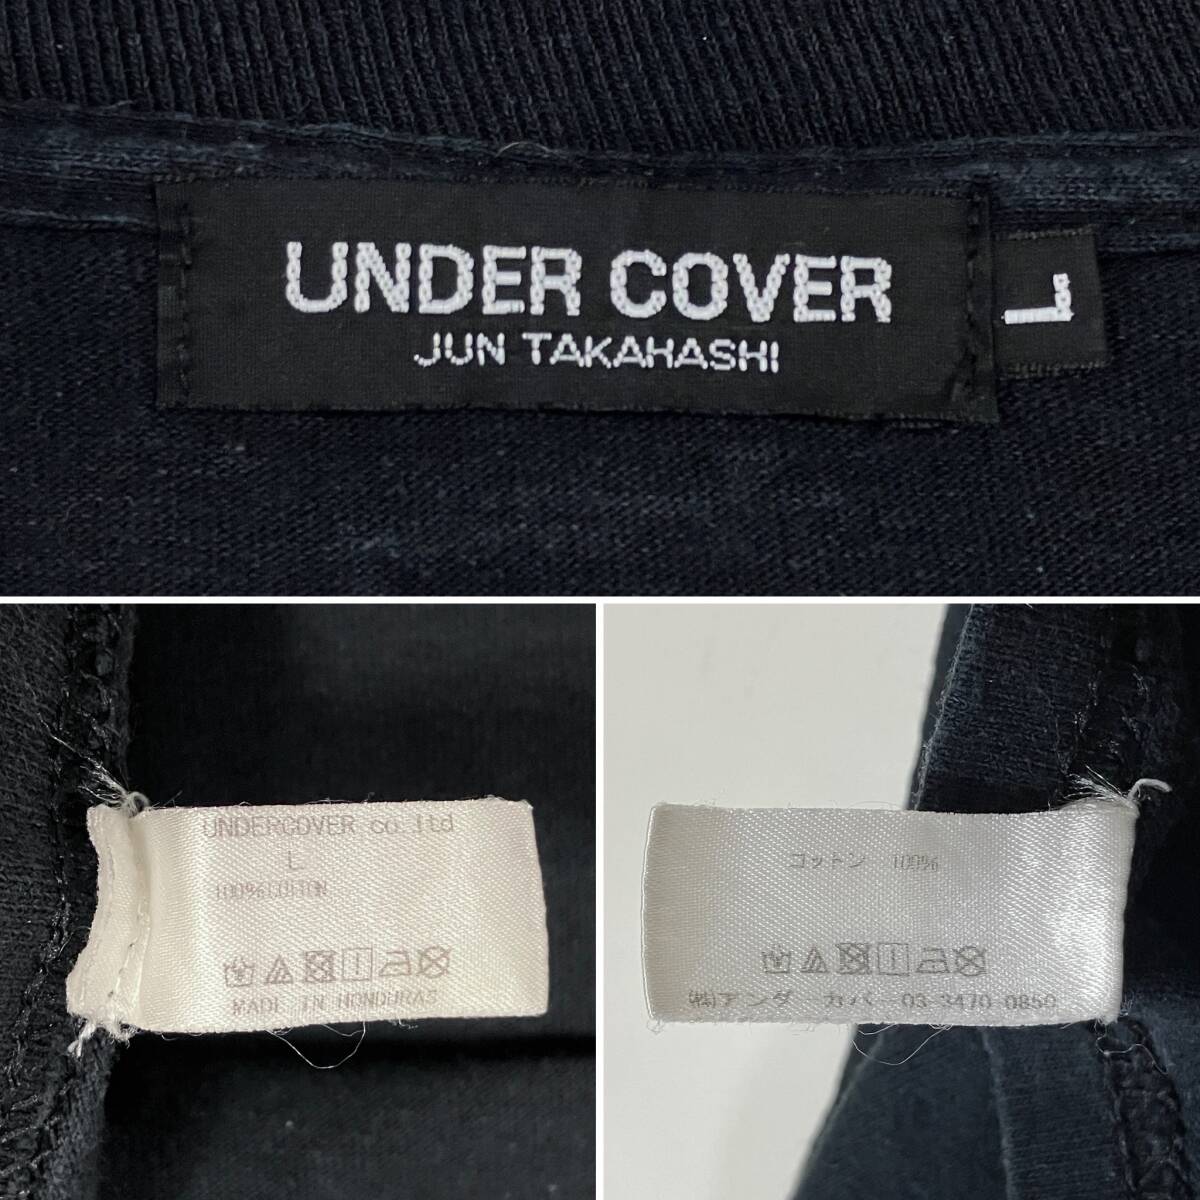 UNDER COVER
JUN TAKAHASHI
L
UNDERCOVER co.ltd
L
100%COTTON
MADE IN HONDURAS
コットン 100%
㈱アンダーカバー 03-3470-0850